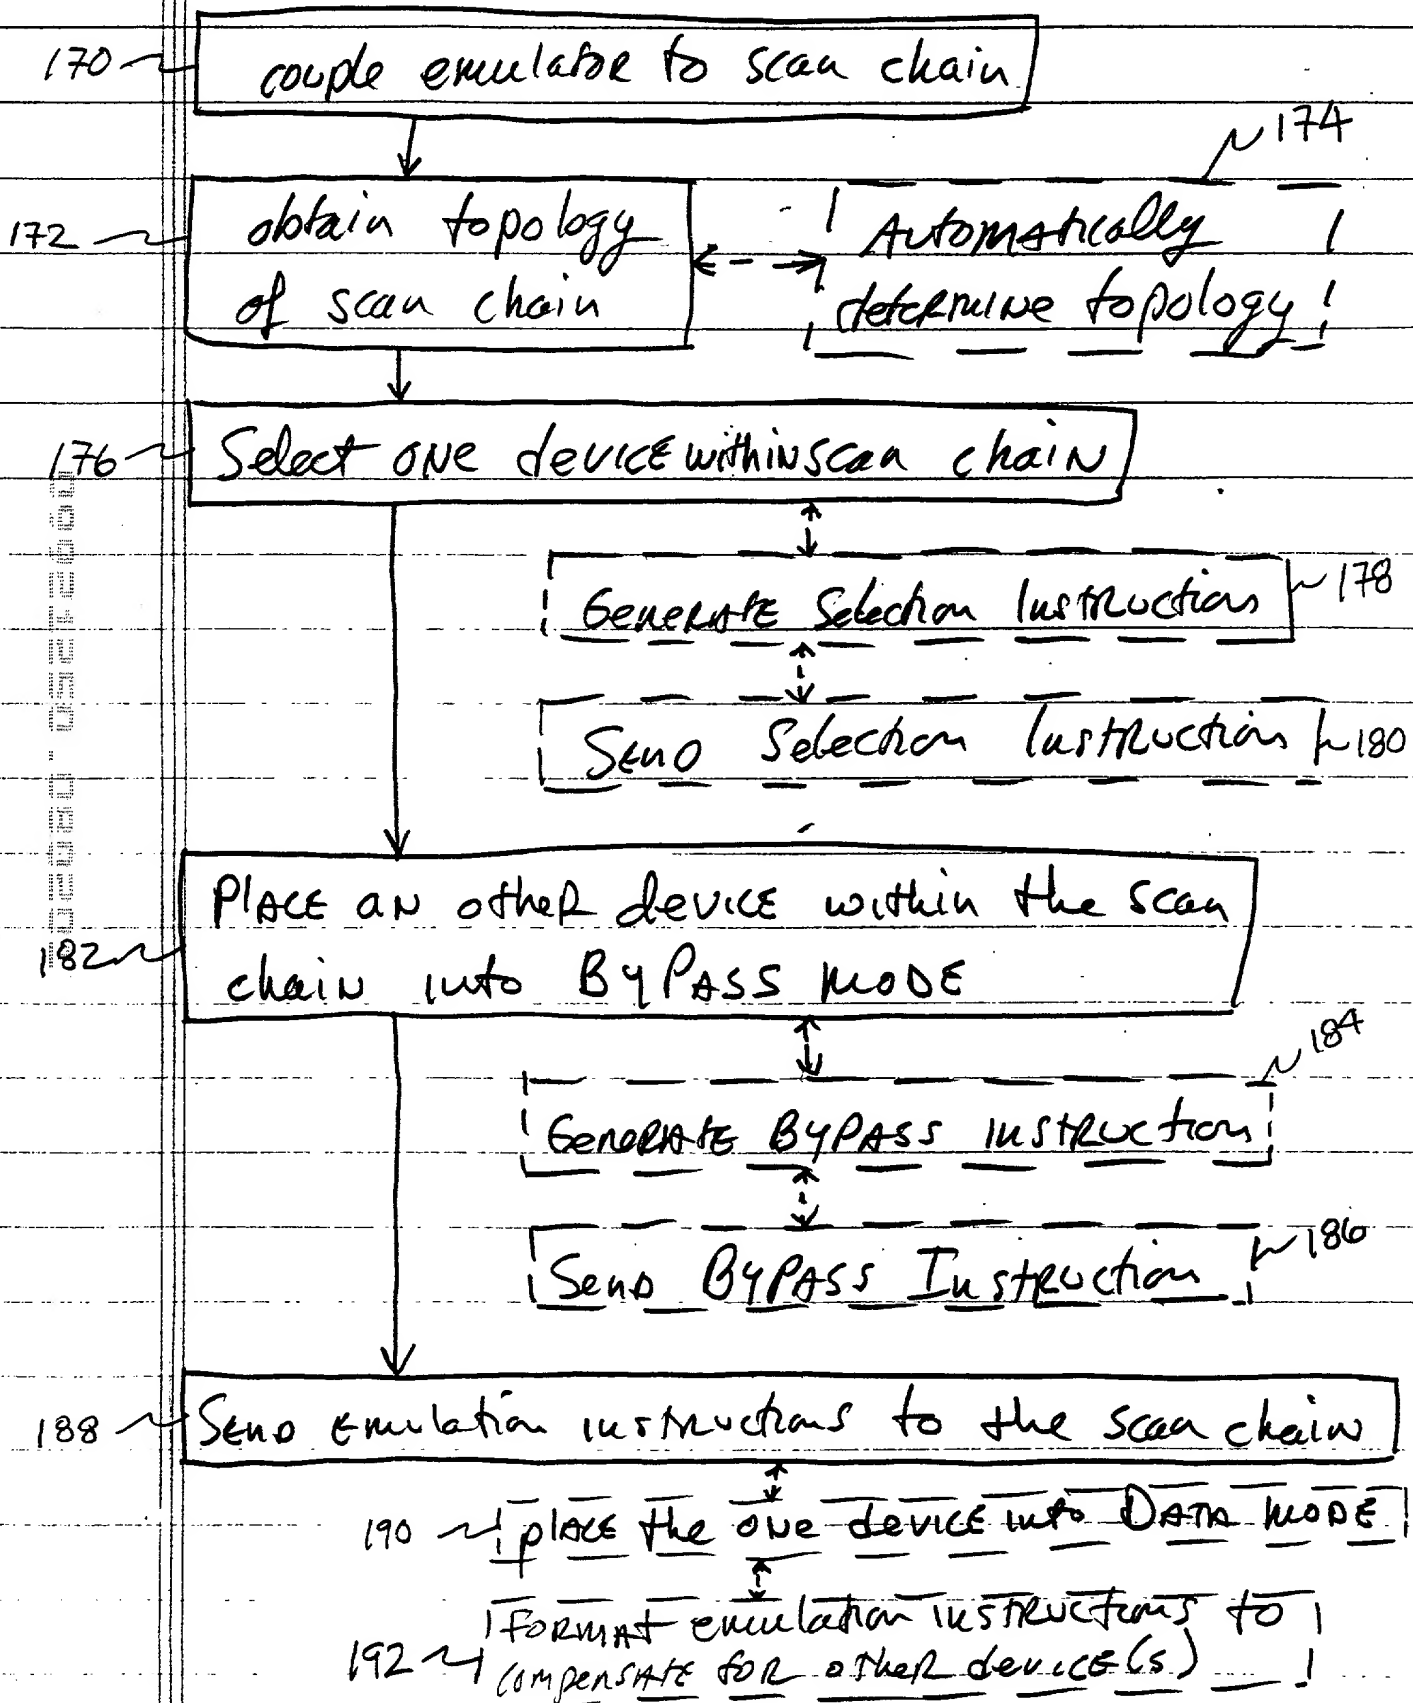 170 couple emulator to scan chain
174
172 obtain topology
of scan chain
Automatically
determine topology
176 Select one device within scan chain
Generate Selection Instruction 178
Send Selection Instruction 180
Place an other device within the scan
182 chain into BYPASS MODE
184
Generate BYPASS instruction
Send BYPASS Instruction 186
188 Send emulation instructions to the scan chain
190 place the one device into DATA MODE
Format emulation instructions to
192 compensate for other device(s)